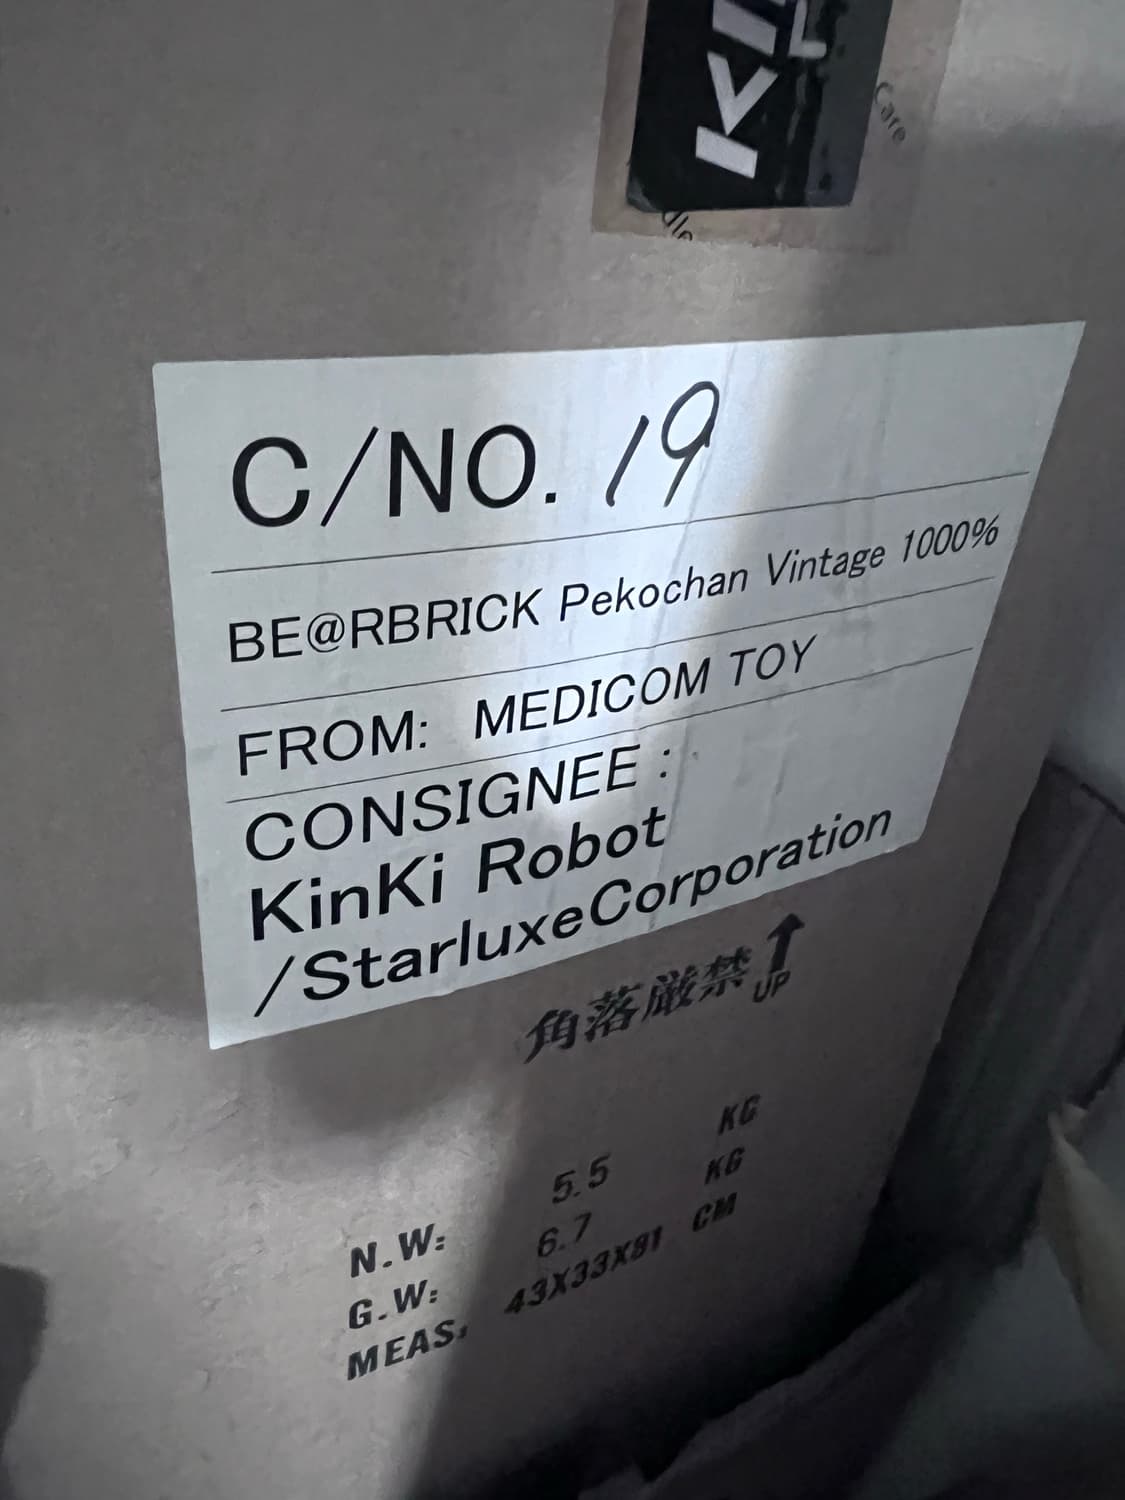 Care
C/NO. 19
BE@RBRICK Pekochan Vintage 1000%
FROM: MEDICOM TOY
CONSIGNEE :
KinKi Robot
/StarluxeCorporation
角落厳禁 UP
N.W: 5.5 KG
G.W: 6.7 KG
MEAS. 43X33X81 CM